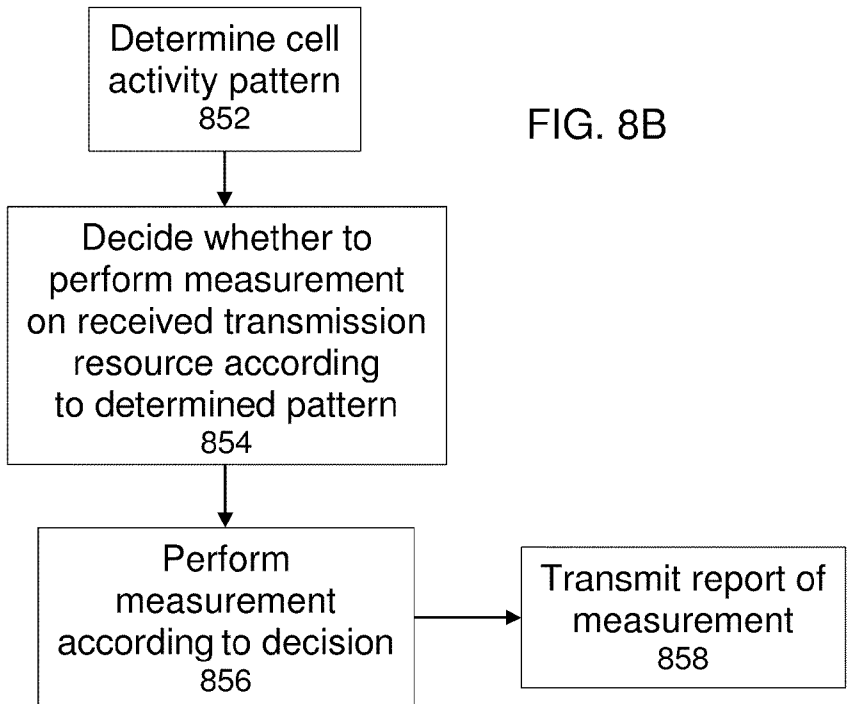 Determine cell
activity pattern
852
FIG. 8B
Decide whether to
perform measurement
on received transmission
resource according
to determined pattern
854
Perform
measurement
according to decision
856
Transmit report of
measurement
858